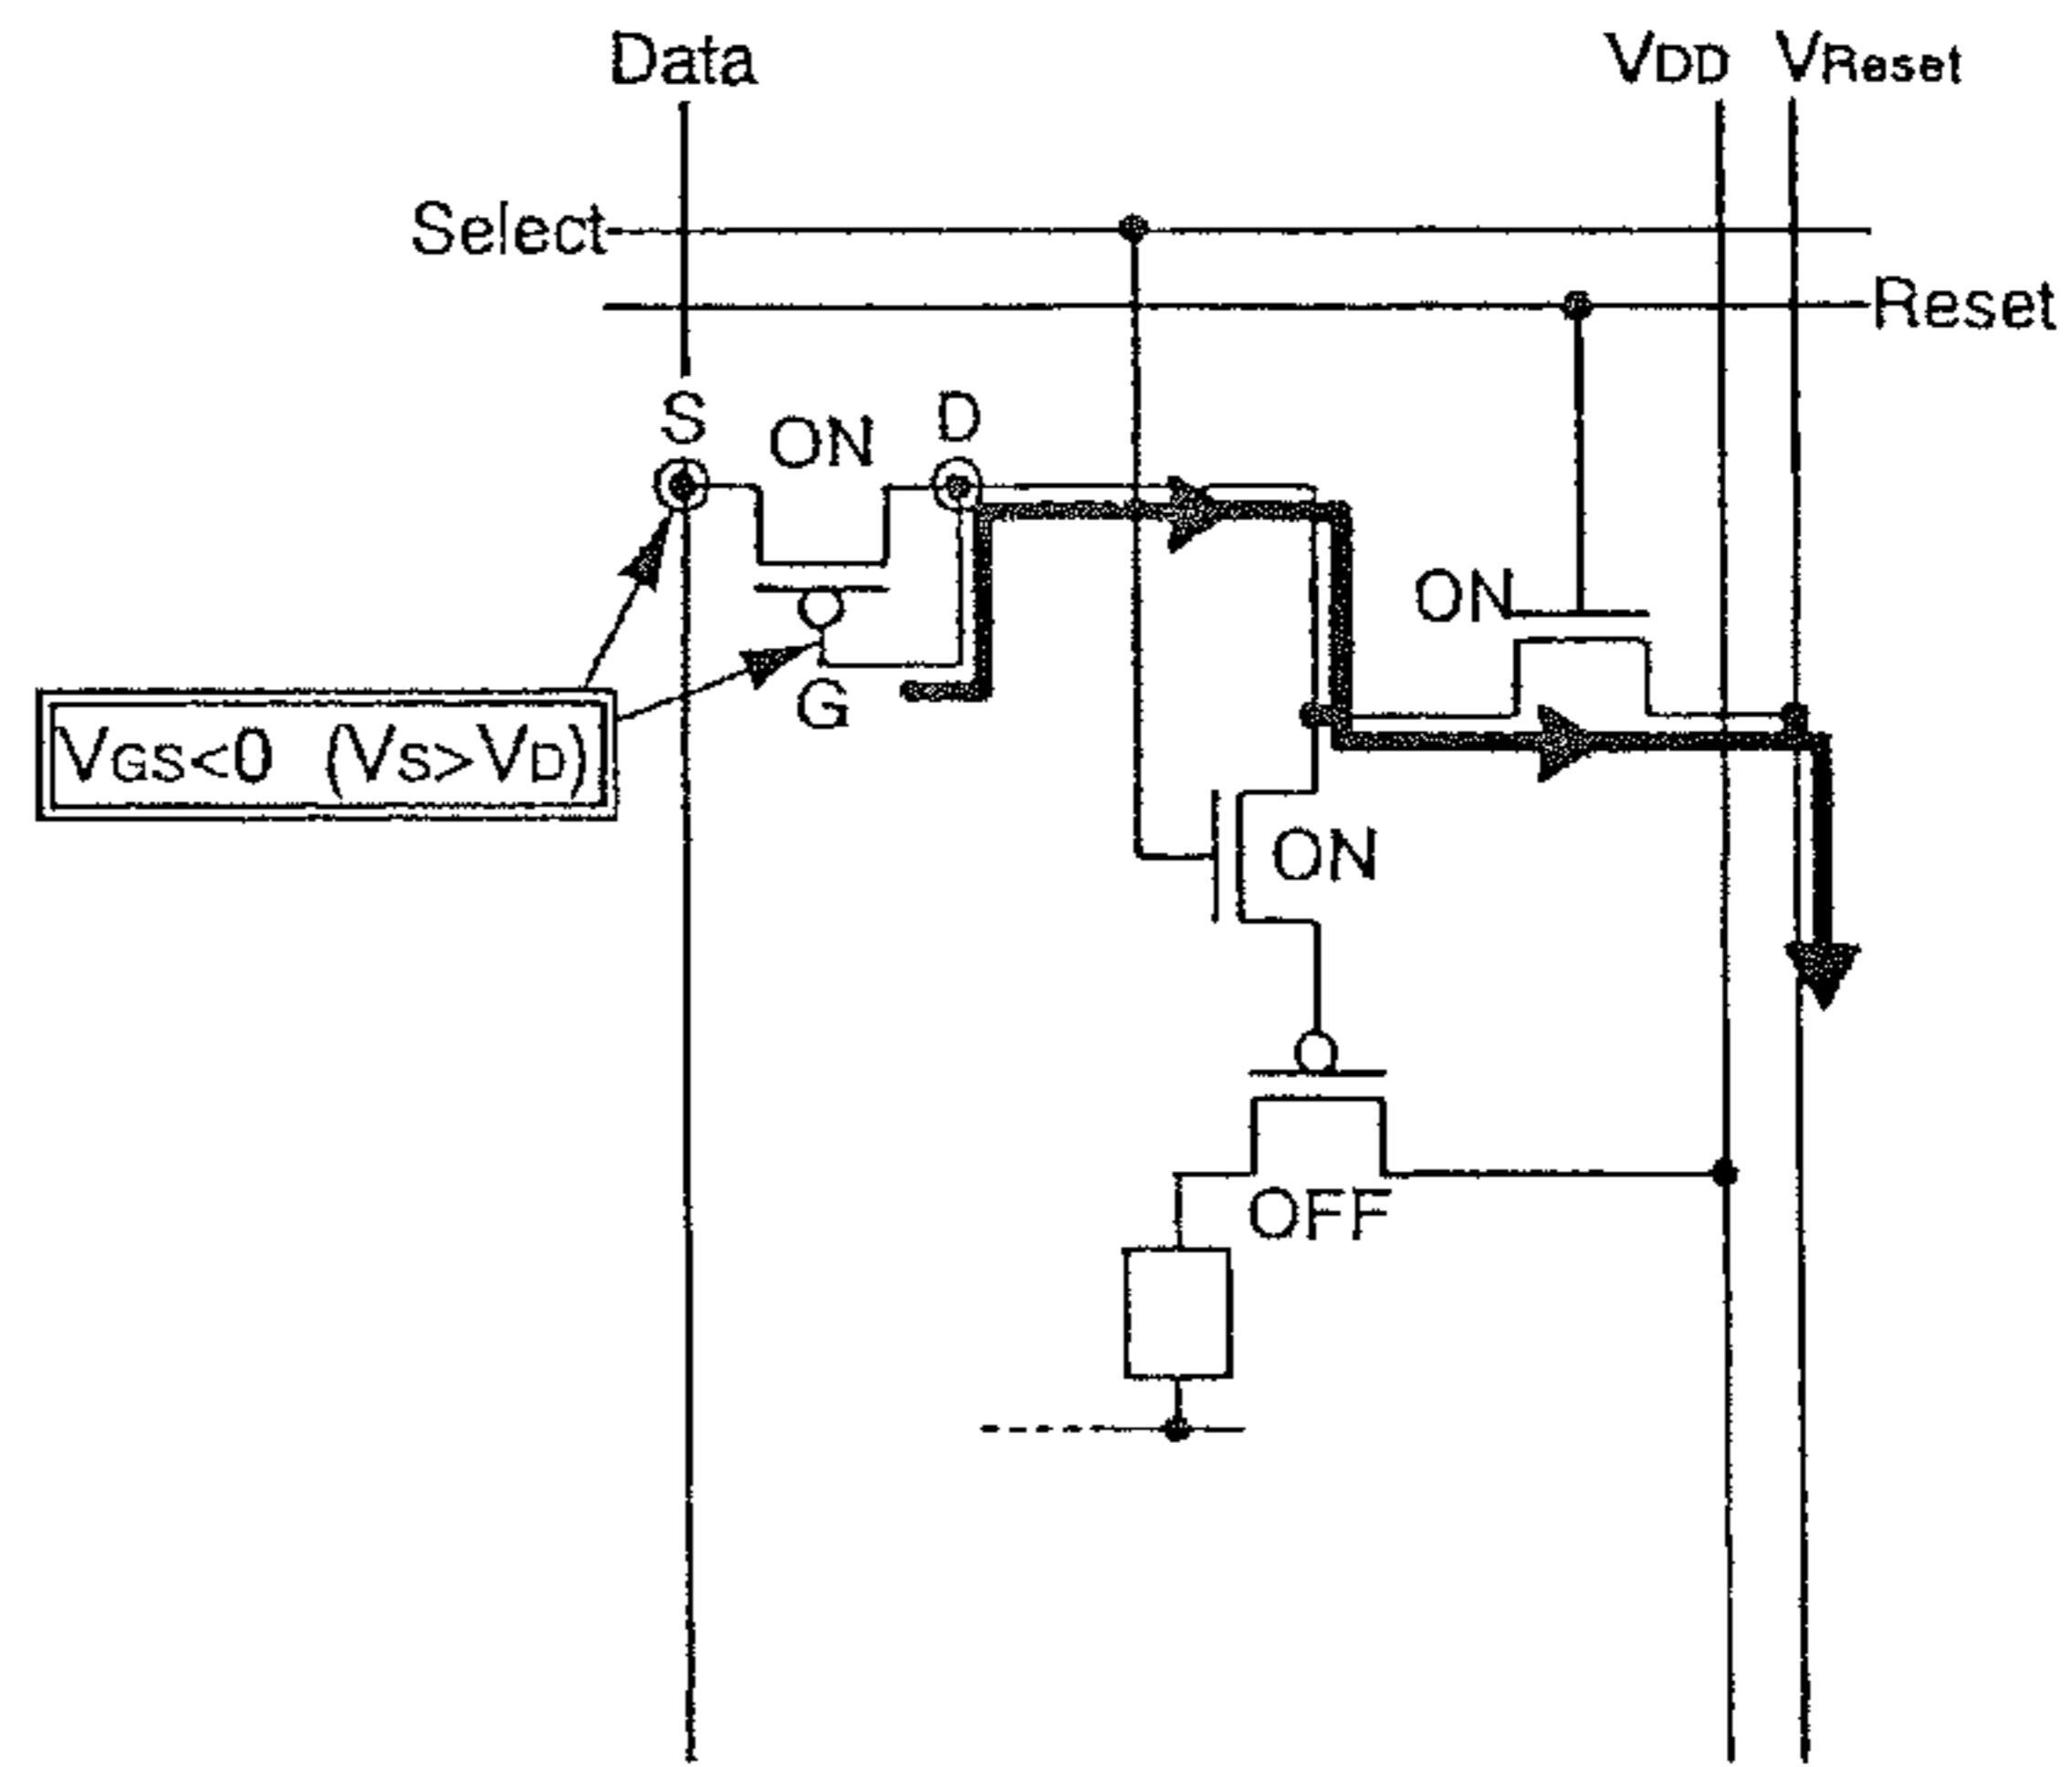 Data
VDD VReset
Select
Reset
S ON D
ON
G
VGS<0 (VS>VD)
ON
OFF